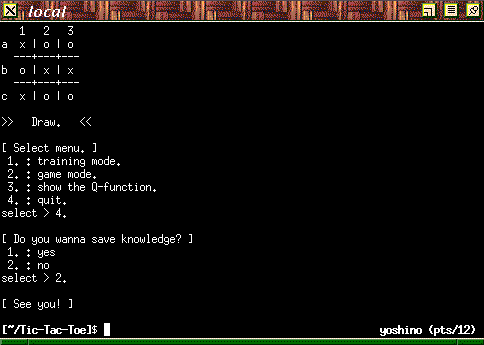 local
1 2 3
a x | o | o
---+---+---
b o | x | x
---+---+---
c x | o | o
>> Draw. <<
[ Select menu. ]
1. : training mode.
2. : game mode.
3. : show the Q-function.
4. : quit.
select > 4.
[ Do you wanna save knowledge? ]
1. : yes
2. : no
select > 2.
[ See you! ]
[~/Tic-Tac-Toe]$ yoshino (pts/12)